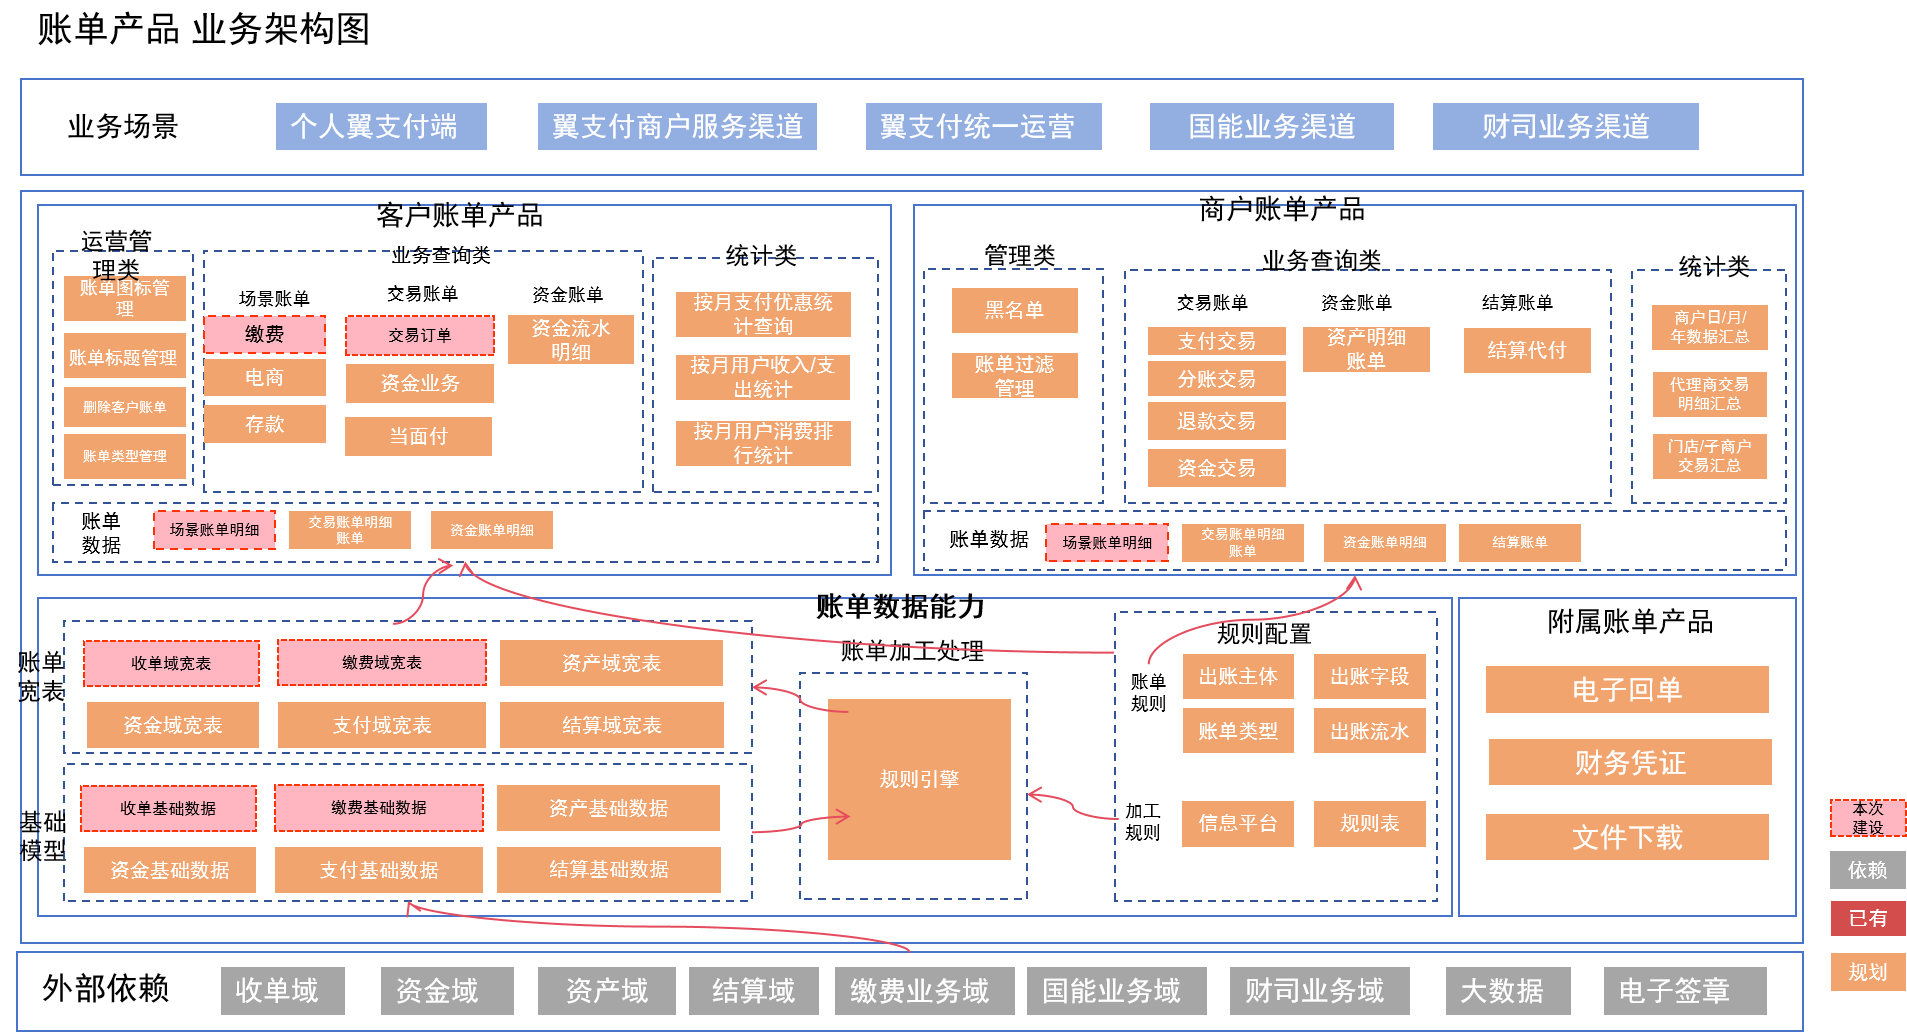 账单产品 业务架构图
业务场景
个人翼支付端
翼支付商户服务渠道
翼支付统一运营
国能业务渠道
财司业务渠道
客户账单产品
运营管
理类
账单图标管
理
账单标题管理
删除客户账单
账单类型管理
业务查询类
场景账单
缴费
电商
存款
交易账单
交易订单
资金业务
当面付
资金账单
资金流水
明细
统计类
按月支付优惠统
计查询
按月用户收入/支
出统计
按月用户消费排
行统计
账单
数据
场景账单明细
交易账单明细
账单
资金账单明细
商户账单产品
管理类
黑名单
账单过滤
管理
业务查询类
交易账单
支付交易
分账交易
退款交易
资金交易
资金账单
资产明细
账单
结算账单
结算代付
统计类
商户日/月/
年数据汇总
代理商交易
明细汇总
门店/子商户
交易汇总
账单数据
场景账单明细
交易账单明细
账单
资金账单明细
结算账单
账单数据能力
账单
宽表
收单域宽表
缴费域宽表
资产域宽表
资金域宽表
支付域宽表
结算域宽表
基础
模型
收单基础数据
缴费基础数据
资产基础数据
资金基础数据
支付基础数据
结算基础数据
账单加工处理
规则引擎
规则配置
账单
规则
出账主体
出账字段
账单类型
出账流水
加工
规则
信息平台
规则表
附属账单产品
电子回单
财务凭证
文件下载
本次
建设
依赖
已有
规划
外部依赖
收单域
资金域
资产域
结算域
缴费业务域
国能业务域
财司业务域
大数据
电子签章